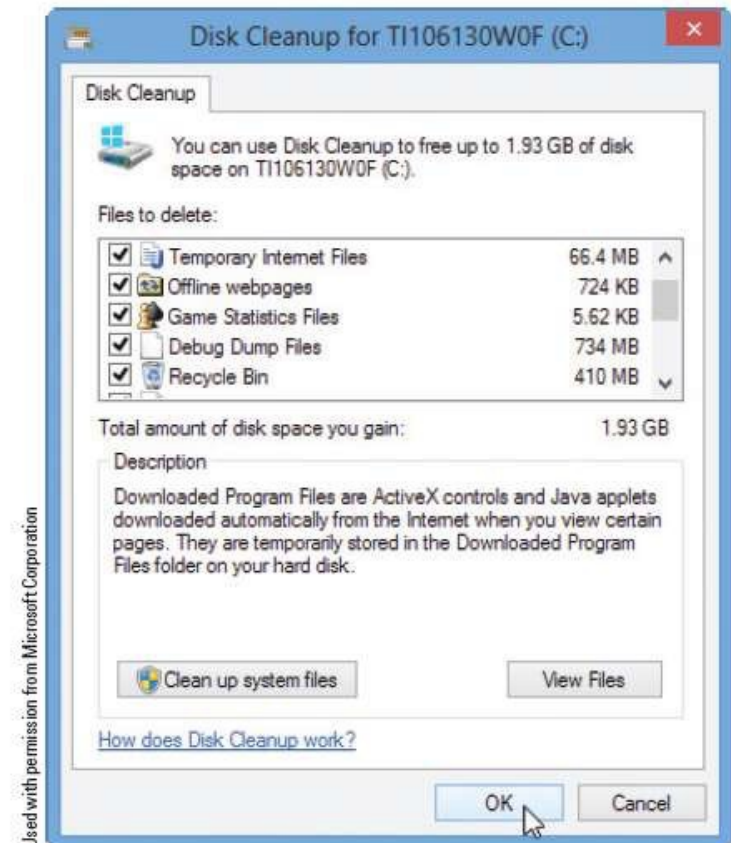 Disk Cleanup for TI106130W0F (C:)
Disk Cleanup
You can use Disk Cleanup to free up to 1.93 GB of disk
space on TI106130W0F (C:).
Files to delete:
Temporary Internet Files 66.4 MB
Offline webpages 724 KB
Game Statistics Files 5.62 KB
Debug Dump Files 734 MB
Recycle Bin 410 MB
Total amount of disk space you gain: 1.93 GB
Description
Downloaded Program Files are ActiveX controls and Java applets
downloaded automatically from the Internet when you view certain
pages. They are temporarily stored in the Downloaded Program
Files folder on your hard disk.
Clean up system files View Files
How does Disk Cleanup work?
OK Cancel
Used with permission from Microsoft Corporation